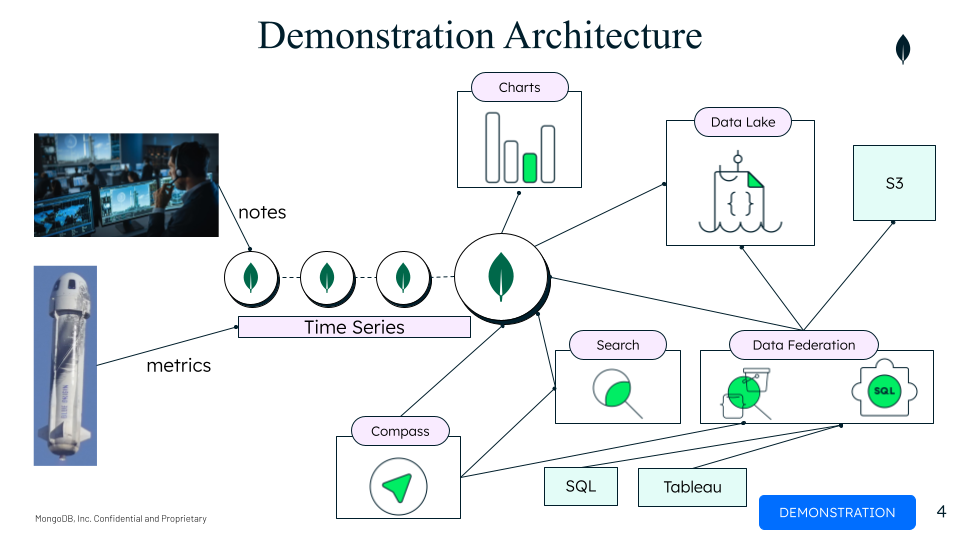 Demonstration Architecture
Charts
Data Lake
{ }
S3
notes
Time Series
metrics
Search
Data Federation
SQL
Compass
SQL
Tableau
MongoDB, Inc. Confidential and Proprietary
DEMONSTRATION
4